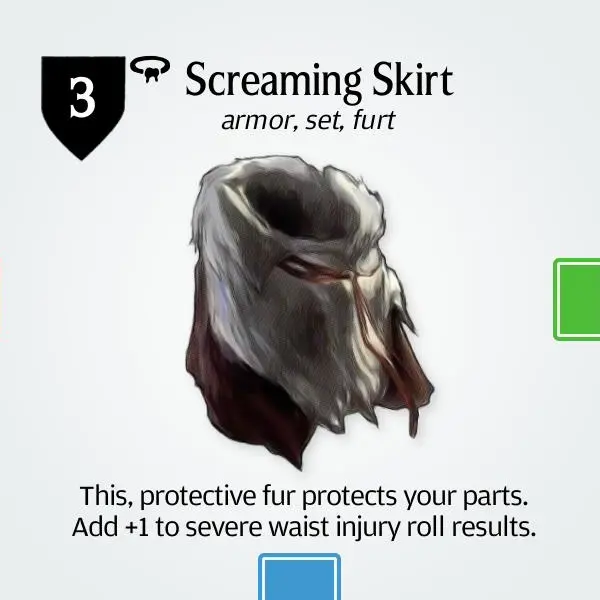 3
Screaming Skirt
armor, set, furt
This, protective fur protects your parts.
Add +1 to severe waist injury roll results.